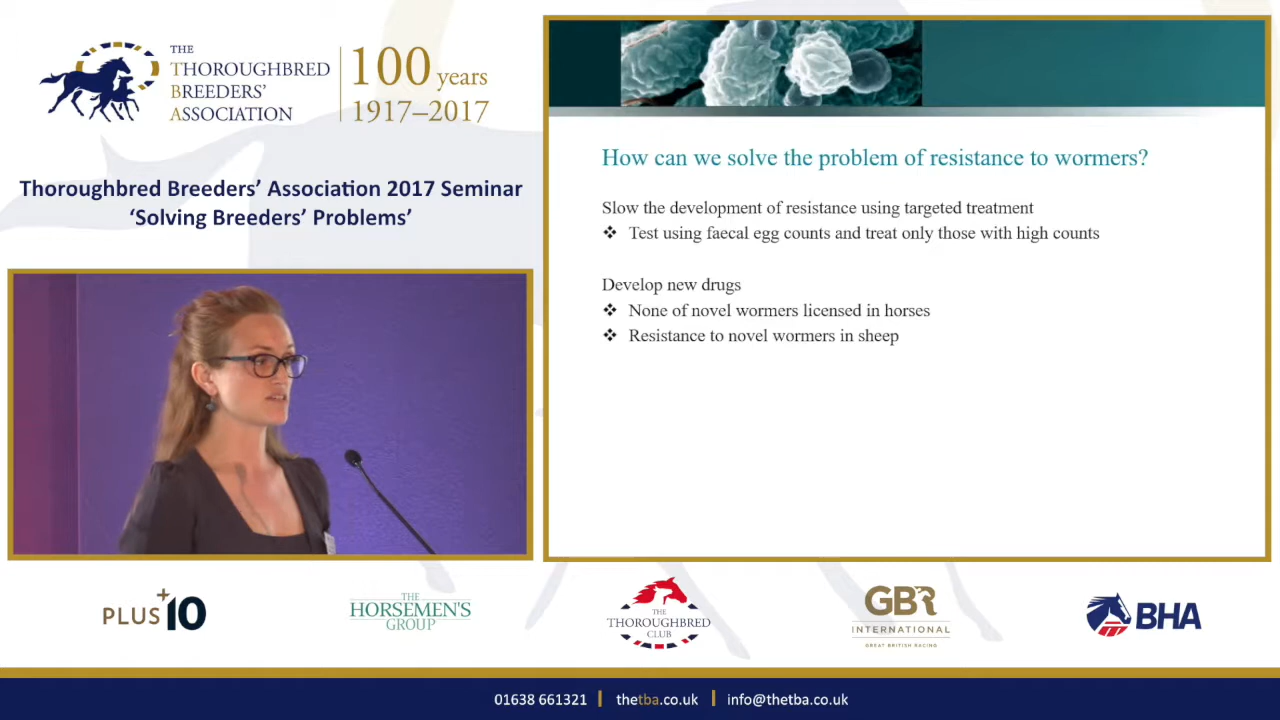 THE
THOROUGHBRED
BREEDERS'
ASSOCIATION
100 years
1917–2017
Thoroughbred Breeders' Association 2017 Seminar
'Solving Breeders' Problems'
How can we solve the problem of resistance to wormers?
Slow the development of resistance using targeted treatment
❖ Test using faecal egg counts and treat only those with high counts
Develop new drugs
❖ None of novel wormers licensed in horses
❖ Resistance to novel wormers in sheep
PLUS+10
THE
HORSEMEN'S
GROUP
THE
THOROUGHBRED
CLUB
GBR
INTERNATIONAL
GREAT BRITISH RACING
BHA
01638 661321 | thetba.co.uk | info@thetba.co.uk